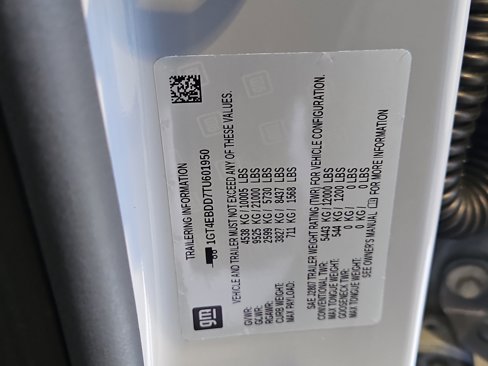 gm
TRAILERING INFORMATION
1GT4EBDD7TU601950
VEHICLE AND TRAILER MUST NOT EXCEED ANY OF THESE VALUES.
GVWR: 4538 KG / 10005 LBS
GCWR: 9525 KG / 21000 LBS
RGAWR: 2599 KG / 5730 LBS
CURB WEIGHT: 3827 KG / 8437 LBS
MAX PAYLOAD: 711 KG / 1568 LBS
SAE J2807 TRAILER WEIGHT RATING (TWR) FOR VEHICLE CONFIGURATION.
CONVENTIONAL TWR: 5443 KG / 12000 LBS
MAX TONGUE WEIGHT: 544 KG / 1200 LBS
GOOSENECK TWR: 0 KG / 0 LBS
MAX TONGUE WEIGHT: 0 KG / 0 LBS
SEE OWNER'S MANUAL FOR MORE INFORMATION